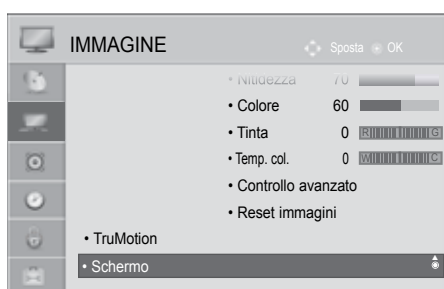 IMMAGINE
Sposta OK
• Nitidezza 70
• Colore 60
• Tinta 0 R G
• Temp. col. 0 W C
• Controllo avanzato
• Reset immagini
• TruMotion
• Schermo